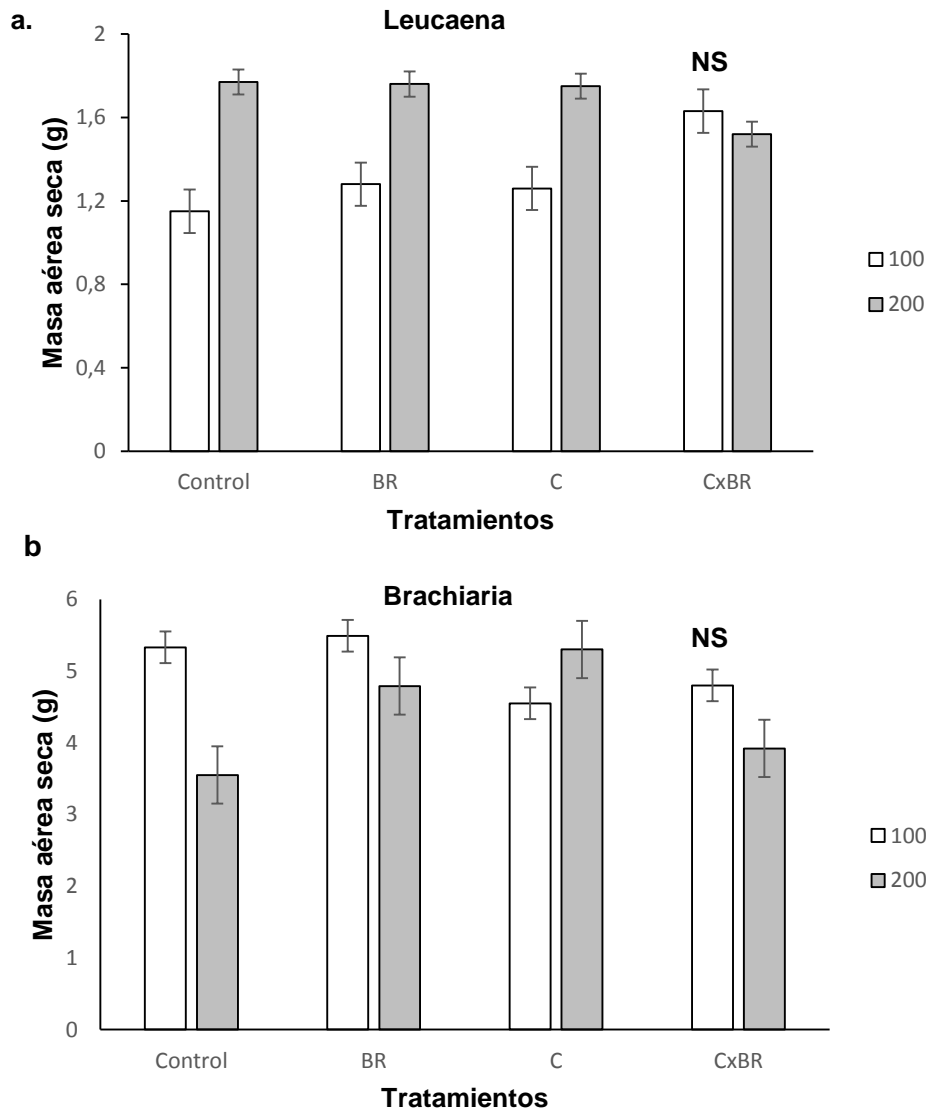 a.
Leucaena
NS
Masa aérea seca (g)
2
1,6
1,2
0,8
0,4
0
100
200
Control BR C CxBR
Tratamientos
b
Brachiaria
NS
Masa aérea seca (g)
6
5
4
3
2
1
0
100
200
Control BR C CxBR
Tratamientos